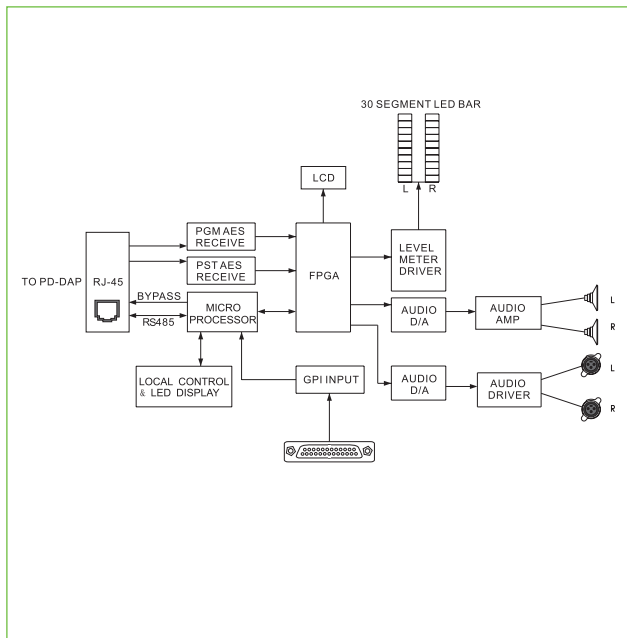 30 SEGMENT LED BAR
L R
LCD
PGM AES
RECEIVE
PST AES
RECEIVE
FPGA
LEVEL
METER
DRIVER
TO PD-DAP
RJ-45
BYPASS
RS485
MICRO
PROCESSOR
AUDIO
D/A
AUDIO
AMP
L
R
LOCAL CONTROL
& LED DISPLAY
GPI INPUT
AUDIO
D/A
AUDIO
DRIVER
L
R